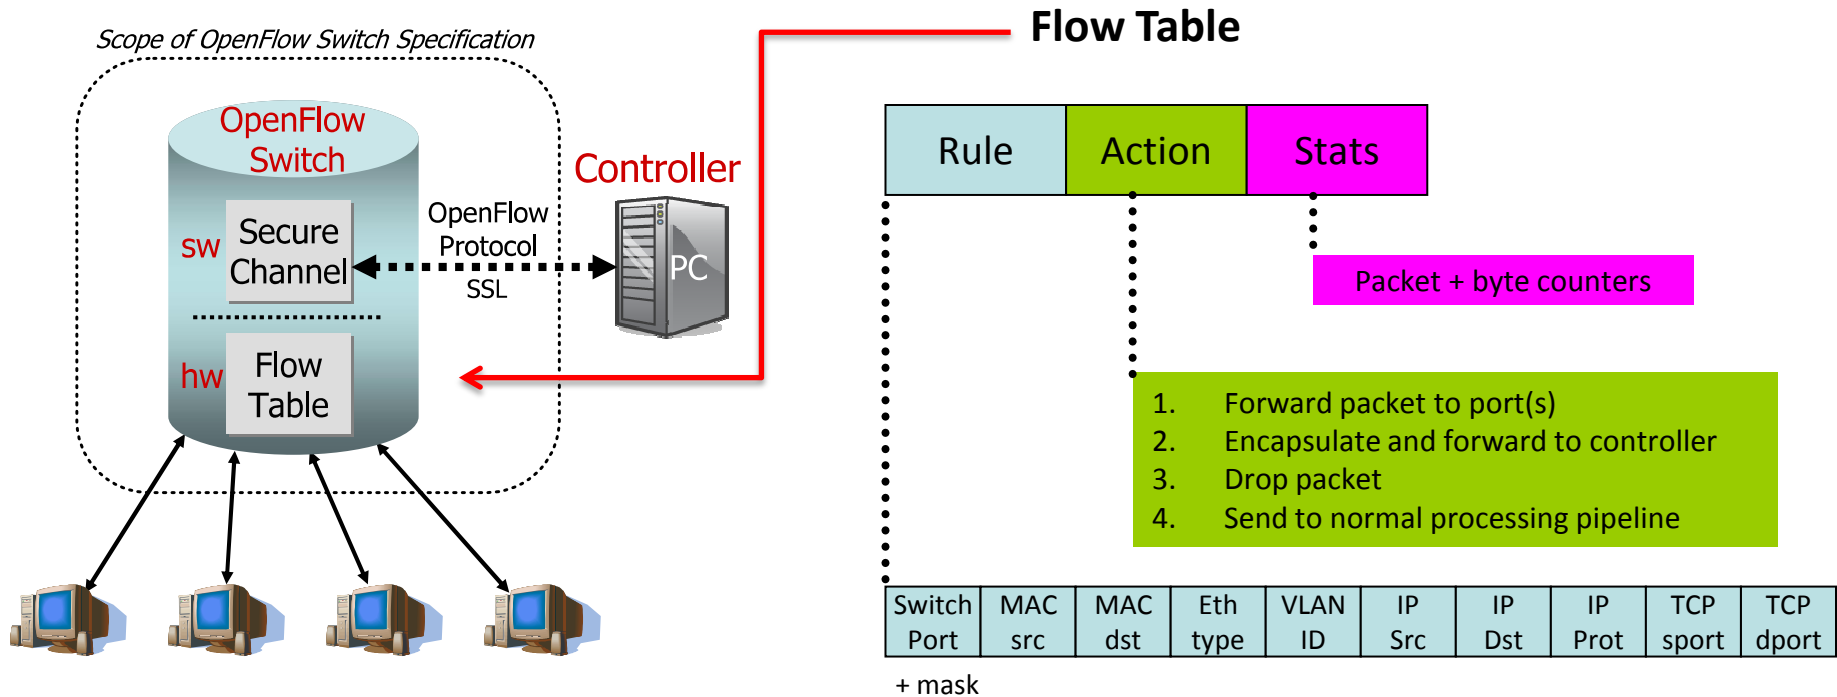 Scope of OpenFlow Switch Specification
OpenFlow
Switch
sw
Secure
Channel
hw
Flow
Table
OpenFlow
Protocol
SSL
Controller
PC
Flow Table
Rule
Action
Stats
Packet + byte counters
1. Forward packet to port(s)
2. Encapsulate and forward to controller
3. Drop packet
4. Send to normal processing pipeline
Switch
Port
MAC
src
MAC
dst
Eth
type
VLAN
ID
IP
Src
IP
Dst
IP
Prot
TCP
sport
TCP
dport
+ mask